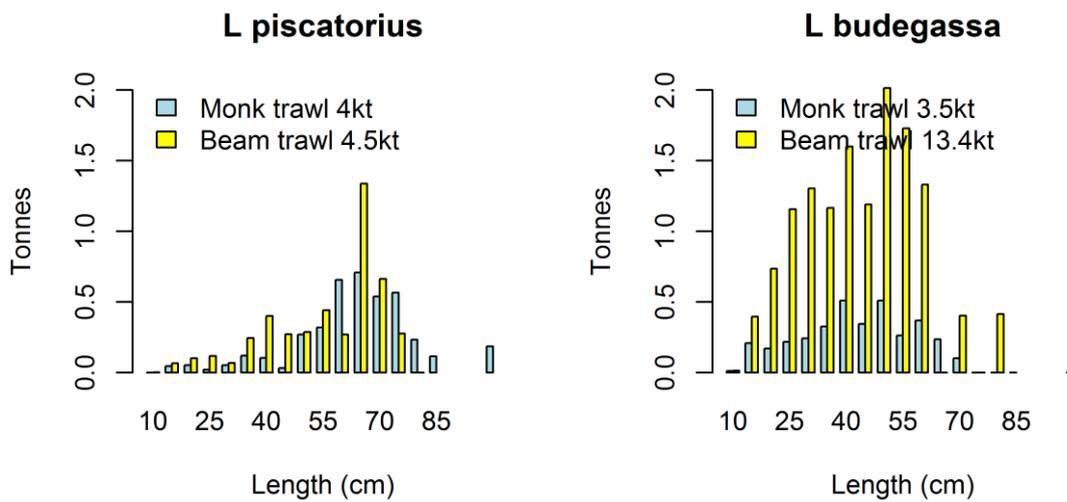 L piscatorius
Monk trawl 4kt
Beam trawl 4.5kt
Tonnes
0.0 0.5 1.0 1.5 2.0
10 25 40 55 70 85
Length (cm)
L budegassa
Monk trawl 3.5kt
Beam trawl 13.4kt
Tonnes
0.0 0.5 1.0 1.5 2.0
10 25 40 55 70 85
Length (cm)